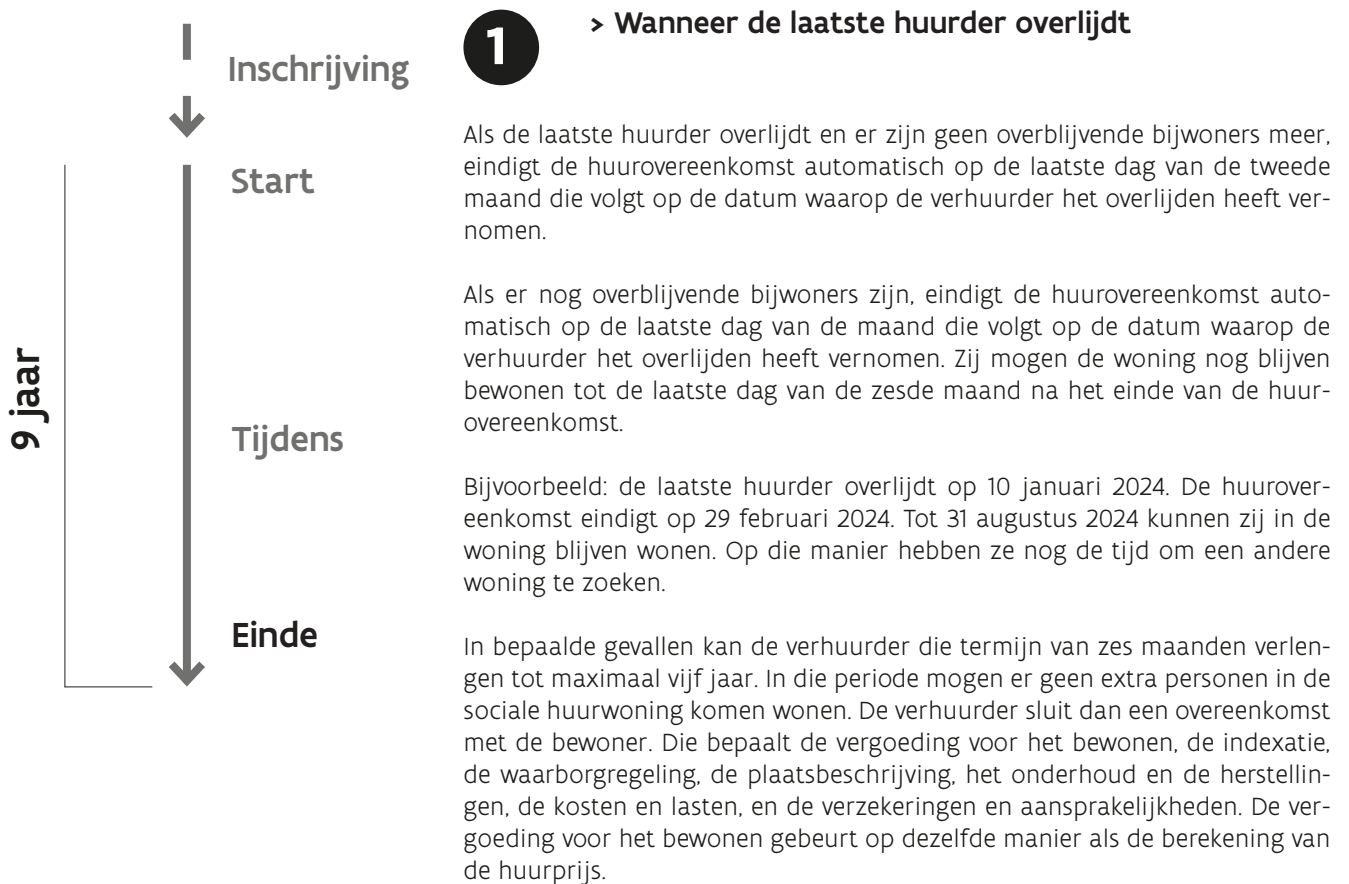 Inschrijving
Start
9 jaar
Tijdens
Einde
1
> Wanneer de laatste huurder overlijdt
Als de laatste huurder overlijdt en er zijn geen overblijvende bijwoners meer,
eindigt de huurovereenkomst automatisch op de laatste dag van de tweede
maand die volgt op de datum waarop de verhuurder het overlijden heeft ver-
nomen.
Als er nog overblijvende bijwoners zijn, eindigt de huurovereenkomst auto-
matisch op de laatste dag van de maand die volgt op de datum waarop de
verhuurder het overlijden heeft vernomen. Zij mogen de woning nog blijven
bewonen tot de laatste dag van de zesde maand na het einde van de huur-
overeenkomst.
Bijvoorbeeld: de laatste huurder overlijdt op 10 januari 2024. De huurover-
eenkomst eindigt op 29 februari 2024. Tot 31 augustus 2024 kunnen zij in de
woning blijven wonen. Op die manier hebben ze nog de tijd om een andere
woning te zoeken.
In bepaalde gevallen kan de verhuurder die termijn van zes maanden verlen-
gen tot maximaal vijf jaar. In die periode mogen er geen extra personen in de
sociale huurwoning komen wonen. De verhuurder sluit dan een overeenkomst
met de bewoner. Die bepaalt de vergoeding voor het bewonen, de indexatie,
de waarborgregeling, de plaatsbeschrijving, het onderhoud en de herstellin-
gen, de kosten en lasten, en de verzekeringen en aansprakelijkheden. De ver-
goeding voor het bewonen gebeurt op dezelfde manier als de berekening van
de huurprijs.